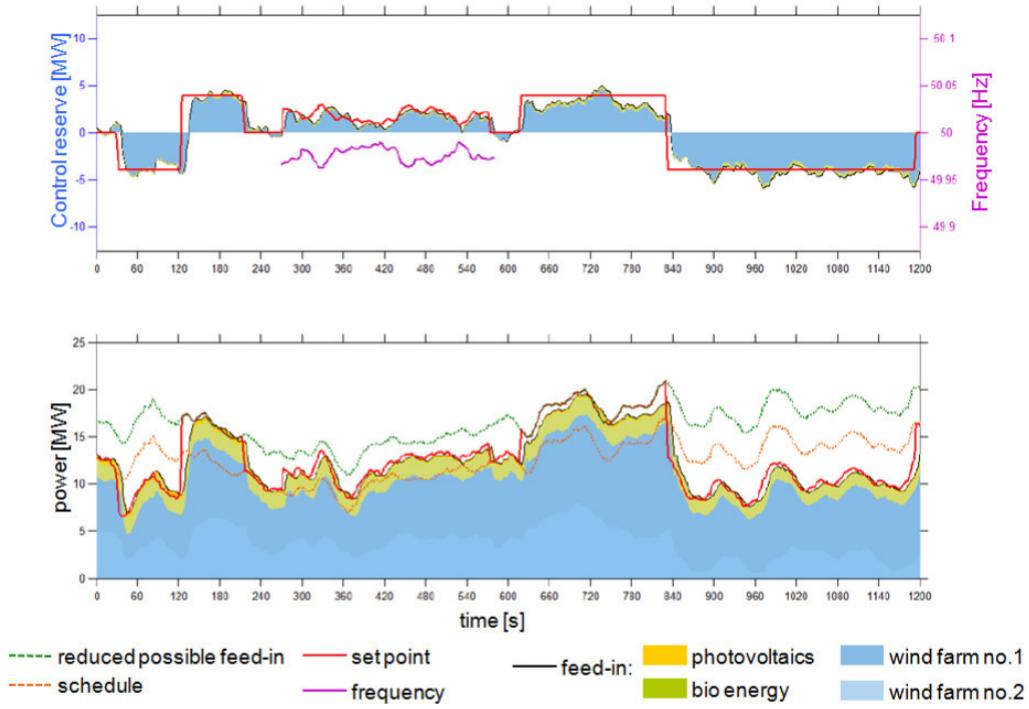 Control reserve [MW]
10
5
0
-5
-10
50.1
50.05
50
49.95
49.9
Frequency [Hz]
0 60 120 180 240 300 360 420 480 540 600 660 720 780 840 900 960 1020 1080 1140 1200
power [MW]
25
20
15
10
5
0
0 60 120 180 240 300 360 420 480 540 600 660 720 780 840 900 960 1020 1080 1140 1200
time [s]
reduced possible feed-in set point feed-in: photovoltaics wind farm no.1
schedule frequency bio energy wind farm no.2